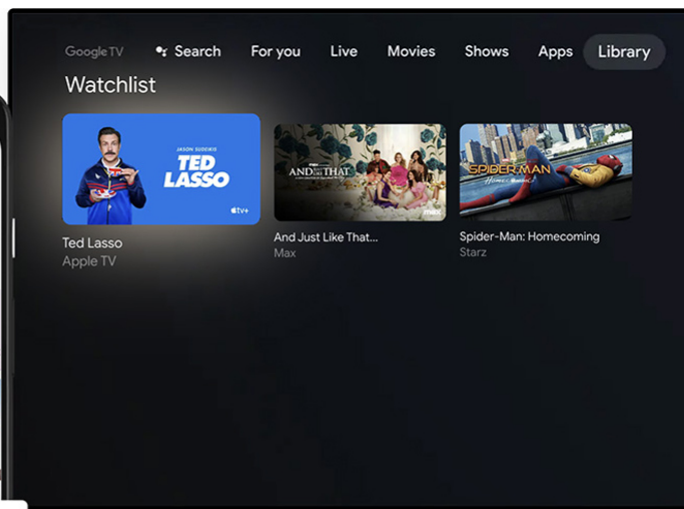 Google TV
Search
For you
Live
Movies
Shows
Apps
Library
Watchlist
JASON SUDEIKIS
TED
LASSO
tv+
AND JUST LIKE THAT
max
SPIDER-MAN
HOMECOMING
Ted Lasso
Apple TV
And Just Like That...
Max
Spider-Man: Homecoming
Starz